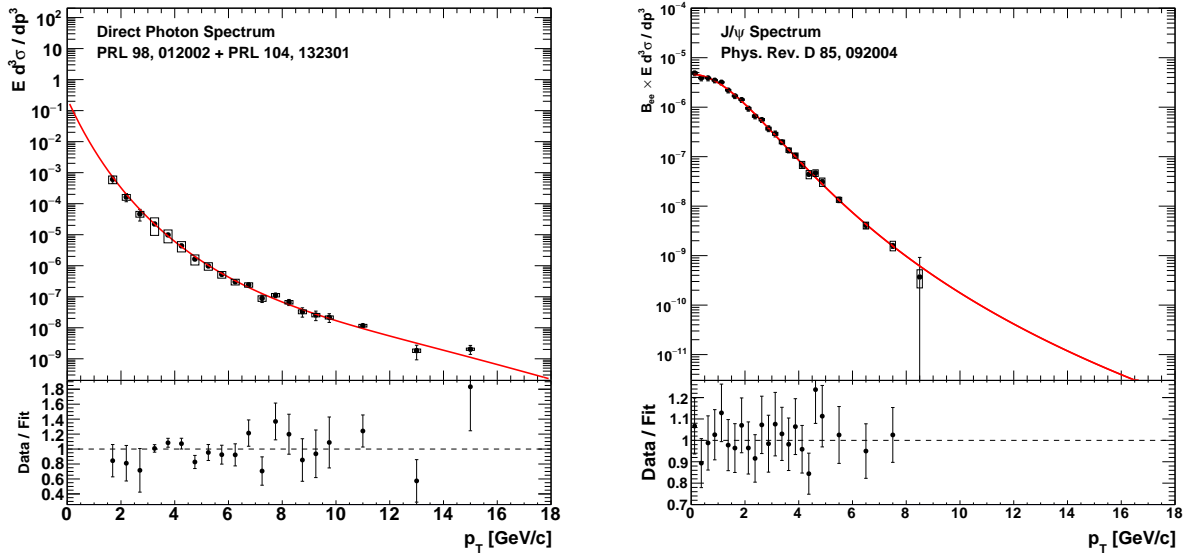 E d³σ / dp³
10²
10
1
10⁻¹
10⁻²
10⁻³
10⁻⁴
10⁻⁵
10⁻⁶
10⁻⁷
10⁻⁸
10⁻⁹
Direct Photon Spectrum
PRL 98, 012002 + PRL 104, 132301
Data / Fit
1.8
1.6
1.4
1.2
1
0.8
0.6
0.4
0 2 4 6 8 10 12 14 16 18
p_T [GeV/c]
B_ee × E d³σ / dp³
10⁻⁴
10⁻⁵
10⁻⁶
10⁻⁷
10⁻⁸
10⁻⁹
10⁻¹⁰
10⁻¹¹
J/ψ Spectrum
Phys. Rev. D 85, 092004
Data / Fit
1.2
1.1
1
0.9
0.8
0.7
0 2 4 6 8 10 12 14 16 18
p_T [GeV/c]